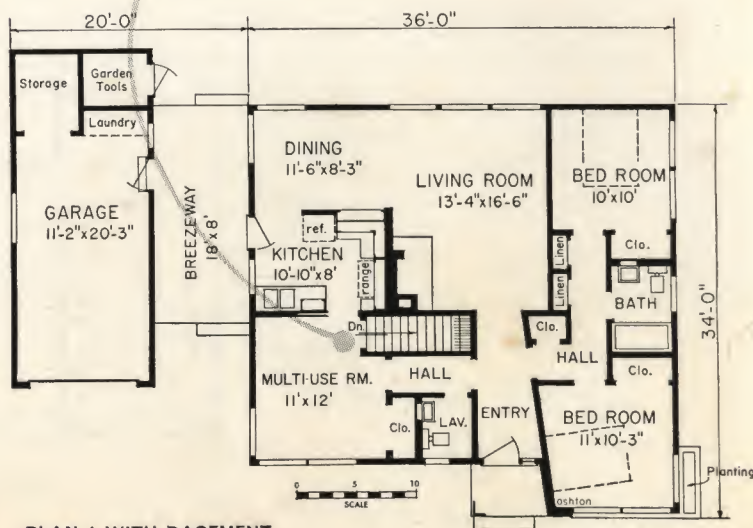 20'-0"
36'-0"
Storage
Garden
Tools
Laundry
DINING
11'-6"x8'-3"
LIVING ROOM
13'-4"x16'-6"
BED ROOM
10'x10'
GARAGE
11'-2"x20'-3"
BREEZEWAY
18'x8'
ref.
KITCHEN
10'-10"x8'
range
Linen
Linen
Clo.
BATH
34'-0"
Dn.
Clo.
HALL
Clo.
MULTI-USE RM.
11'x12'
HALL
Clo.
LAV.
ENTRY
BED ROOM
11'x10'-3"
Planting
ashton
0 5 10
SCALE
PLAN 1 WITH BASEMENT